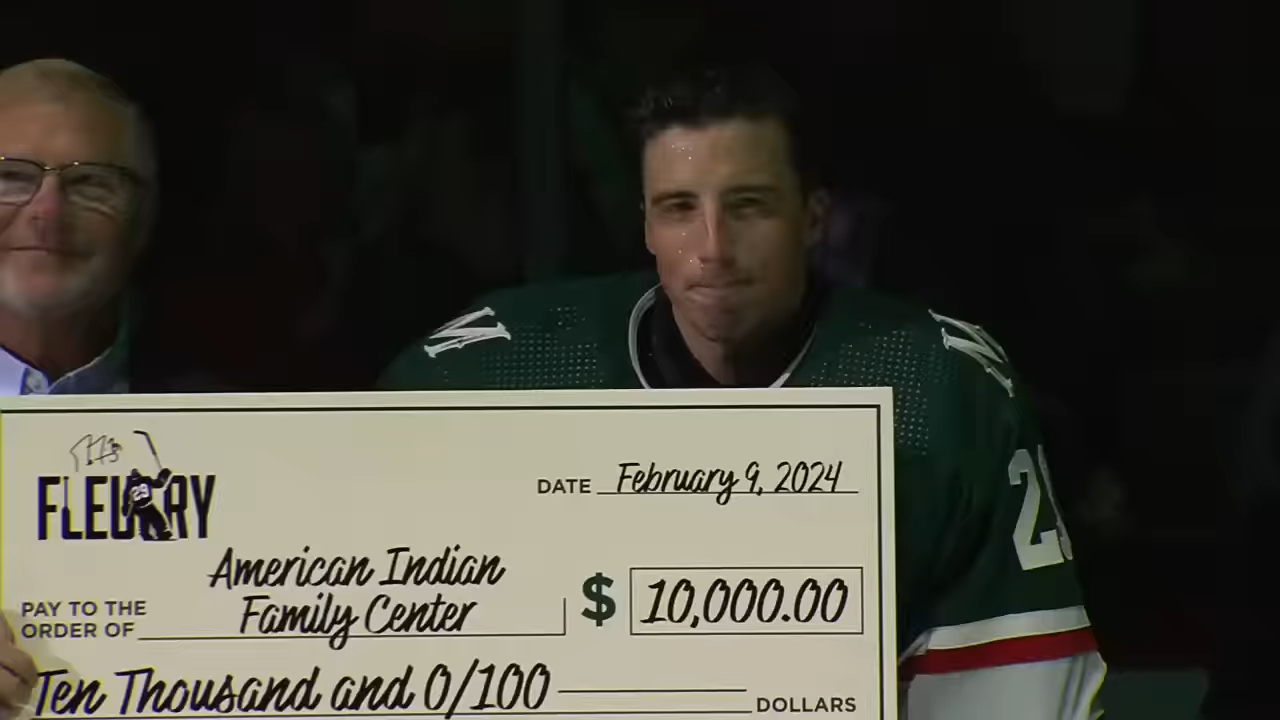 FLEURY
29
DATE February 9, 2024
American Indian
PAY TO THE
ORDER OF Family Center $ 10,000.00
Ten Thousand and 0/100 DOLLARS